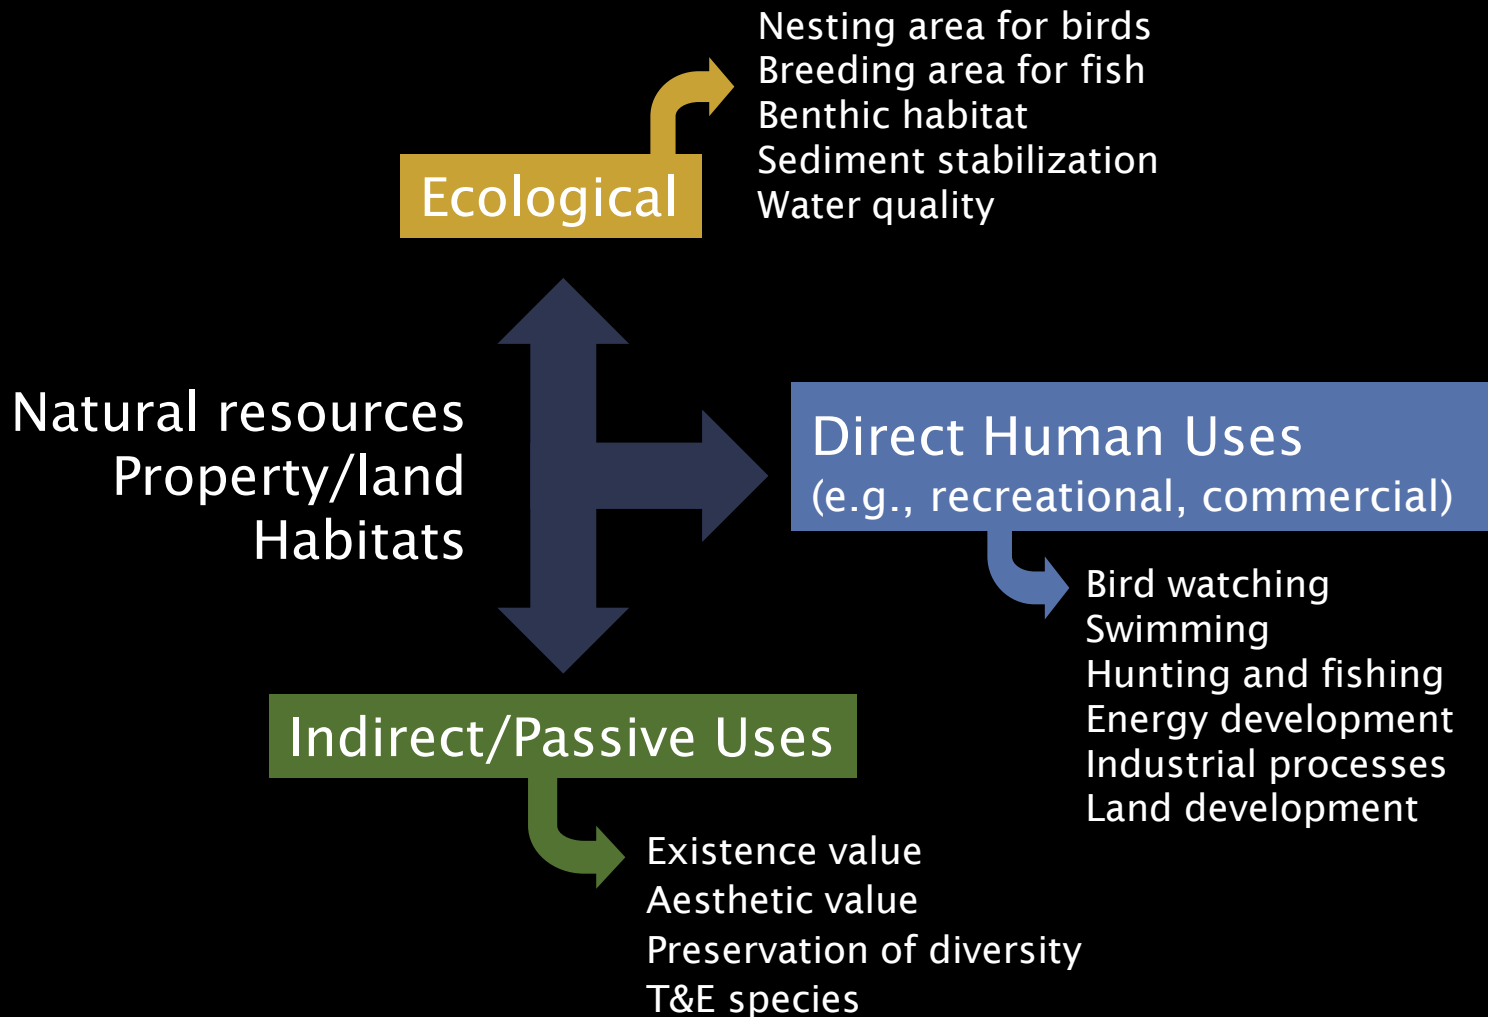 Nesting area for birds
Breeding area for fish
Benthic habitat
Sediment stabilization
Water quality
Ecological
Natural resources
Property/land
Habitats
Direct Human Uses
(e.g., recreational, commercial)
Bird watching
Swimming
Hunting and fishing
Energy development
Industrial processes
Land development
Indirect/Passive Uses
Existence value
Aesthetic value
Preservation of diversity
T&E species